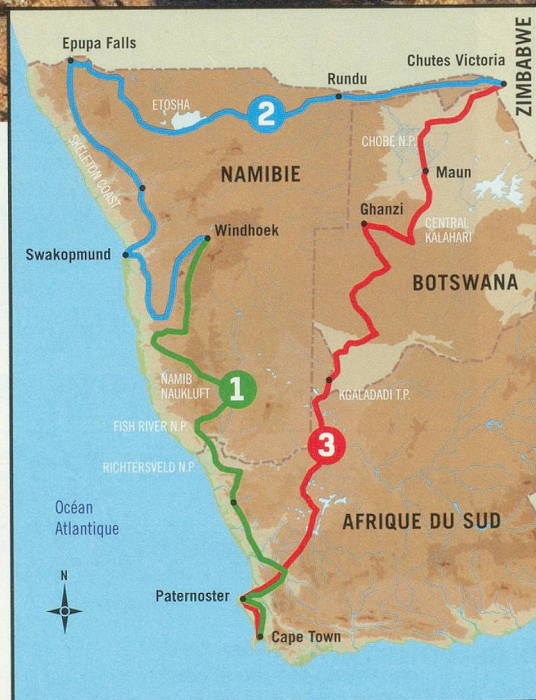 Epupa Falls
Chutes Victoria
ZIMBABWE
Rundu
ETOSHA
2
CHOBE N.P.
SKELETON COAST
NAMIBIE
Maun
Ghanzi
Windhoek
CENTRAL
KALAHARI
Swakopmund
BOTSWANA
NAMIB
NAUKLUFT
1
KGALADADI T.P.
FISH RIVER N.P.
3
RICHTERSVELD N.P.
Océan
Atlantique
AFRIQUE DU SUD
N
Paternoster
Cape Town